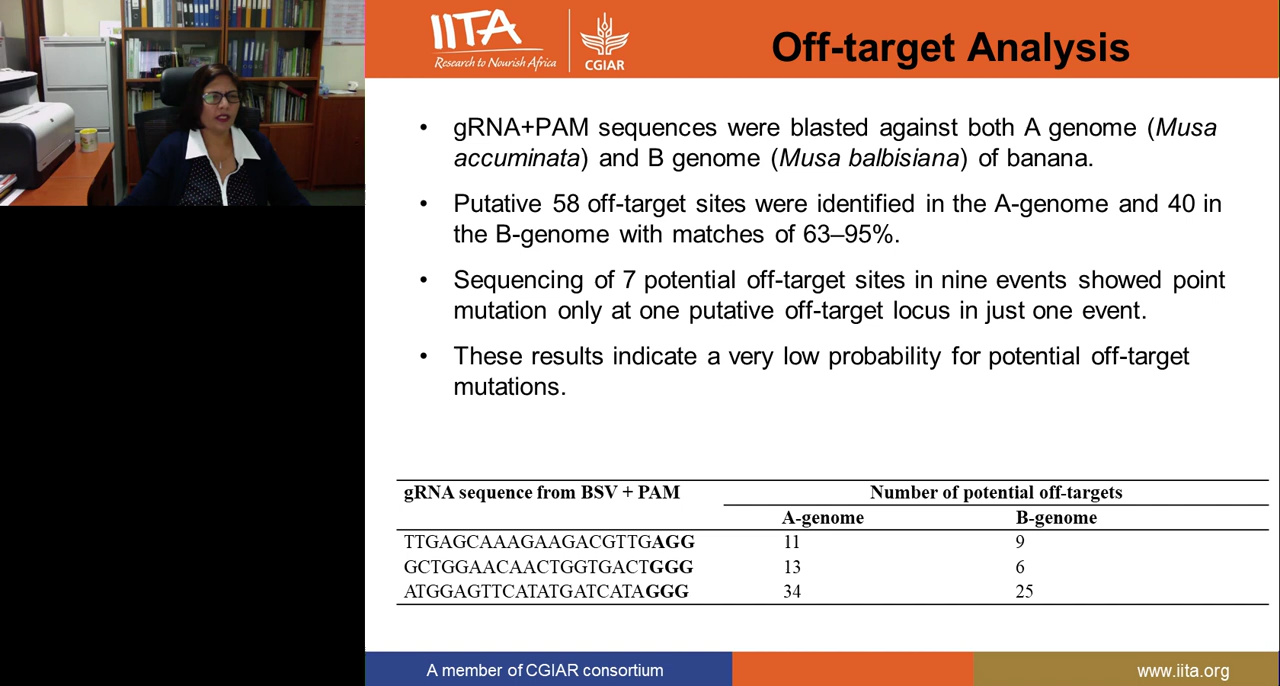 IITA
Research to Nourish Africa
CGIAR
Off-target Analysis
• gRNA+PAM sequences were blasted against both A genome (Musa
accuminata) and B genome (Musa balbisiana) of banana.
• Putative 58 off-target sites were identified in the A-genome and 40 in
the B-genome with matches of 63–95%.
• Sequencing of 7 potential off-target sites in nine events showed point
mutation only at one putative off-target locus in just one event.
• These results indicate a very low probability for potential off-target
mutations.
gRNA sequence from BSV + PAM Number of potential off-targets
A-genome B-genome
TTGAGCAAAGAAGACGTTGAGG 11 9
GCTGGAACAACTGGTGACTGGG 13 6
ATGGAGTTCATATGATCATAGGG 34 25
A member of CGIAR consortium
www.iita.org